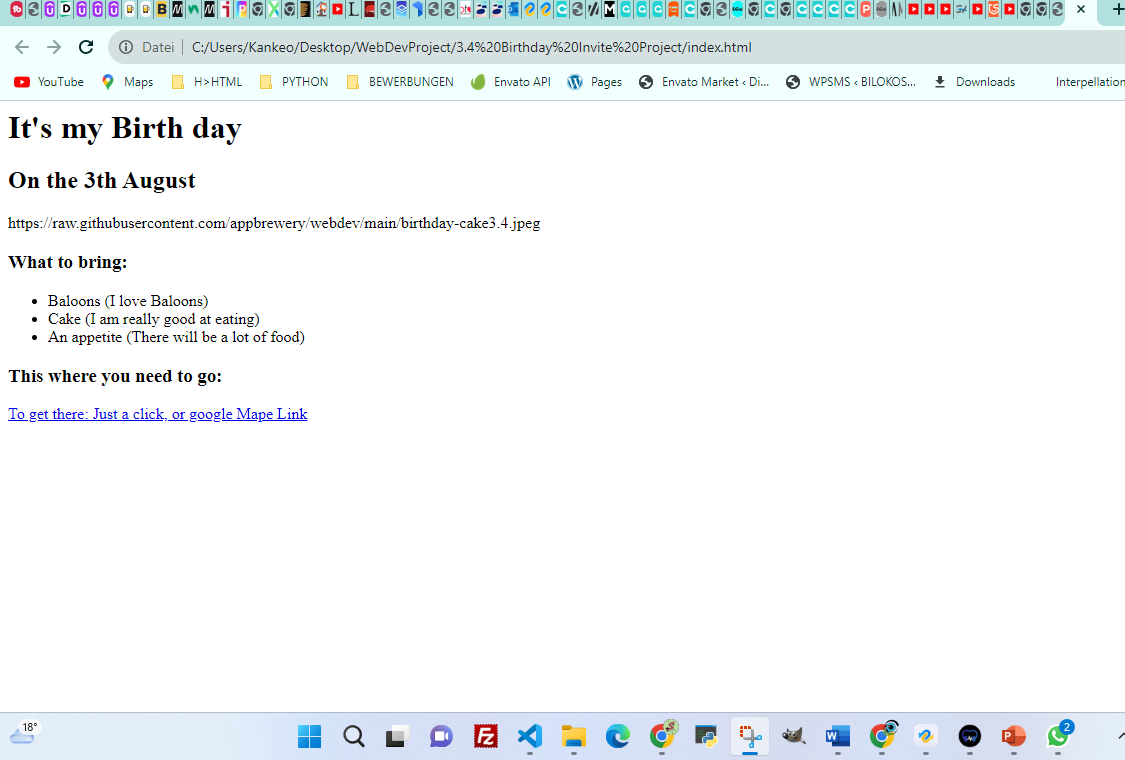 Datei C:/Users/Kankeo/Desktop/WebDevProject/3.4%20Birthday%20Invite%20Project/index.html
YouTube Maps H>HTML PYTHON BEWERBUNGEN Envato API Pages Envato Market ‹ Di... WPSMS ‹ BILOKOS... Downloads Interpellation
It's my Birth day
On the 3th August
https://raw.githubusercontent.com/appbrewery/webdev/main/birthday-cake3.4.jpeg
What to bring:
Baloons (I love Baloons)
Cake (I am really good at eating)
An appetite (There will be a lot of food)
This where you need to go:
To get there: Just a click, or google Mape Link
18°
2